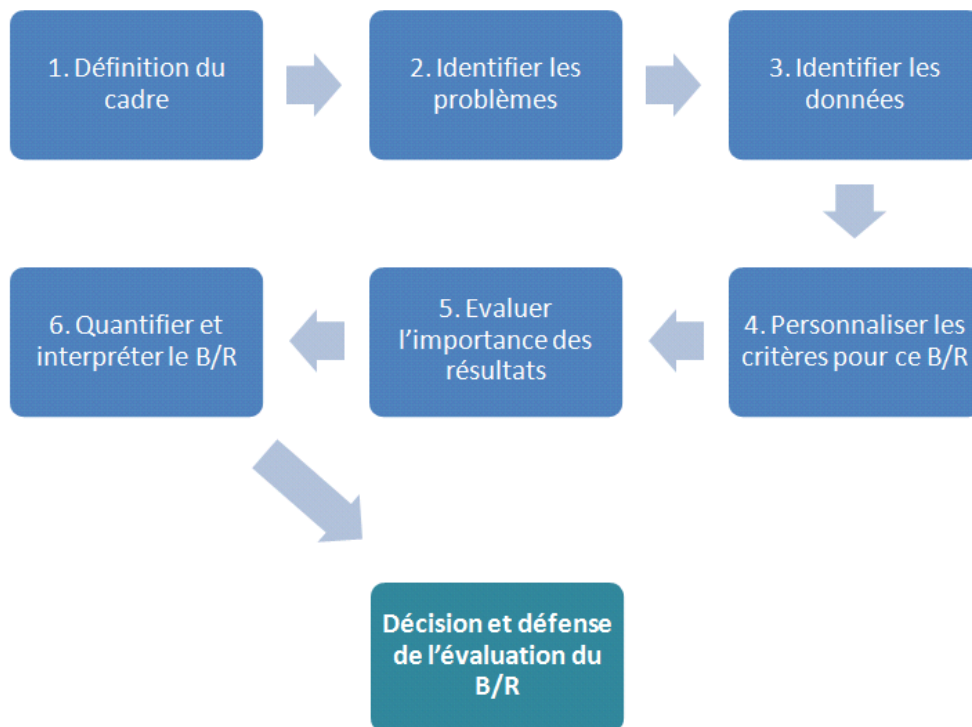 1. Définition du
cadre
2. Identifier les
problèmes
3. Identifier les
données
4. Personnaliser les
critères pour ce B/R
5. Evaluer
l’importance des
résultats
6. Quantifier et
interpréter le B/R
Décision et défense
de l’évaluation du
B/R